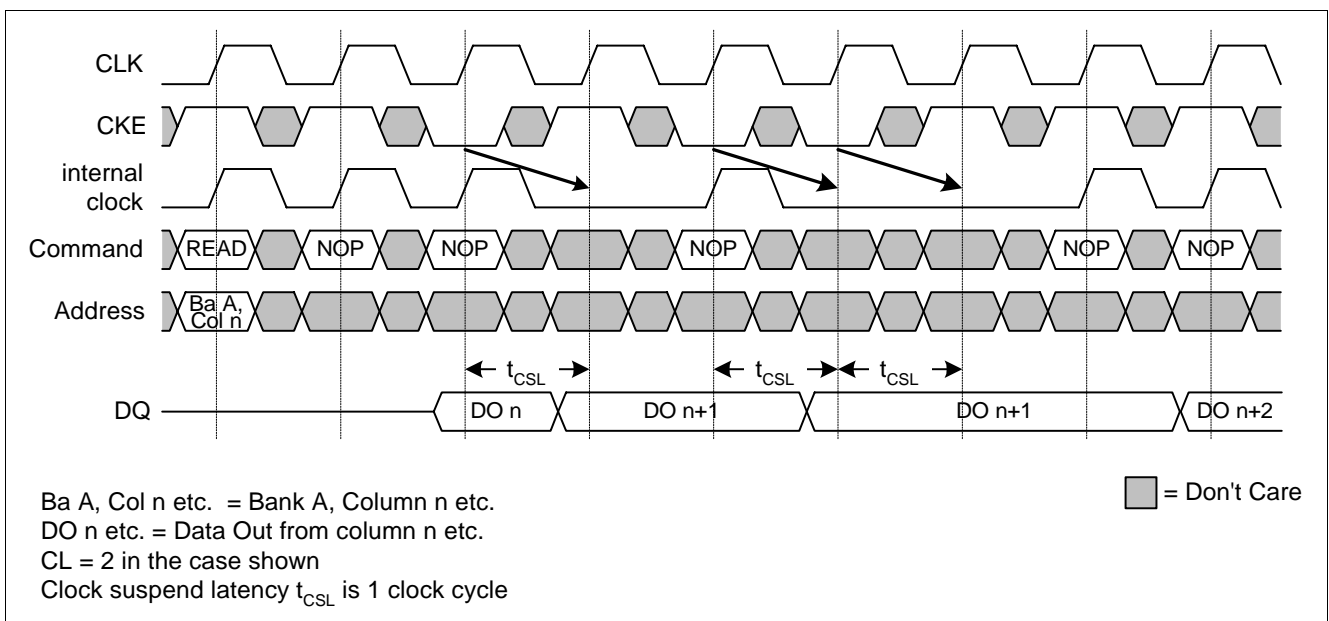 CLK
CKE
internal
clock
Command READ NOP NOP NOP NOP NOP
Address Ba A,
Col n
tCSL tCSL tCSL
DQ DO n DO n+1 DO n+1 DO n+2
Ba A, Col n etc. = Bank A, Column n etc.
DO n etc. = Data Out from column n etc.
CL = 2 in the case shown
Clock suspend latency tCSL is 1 clock cycle
= Don't Care